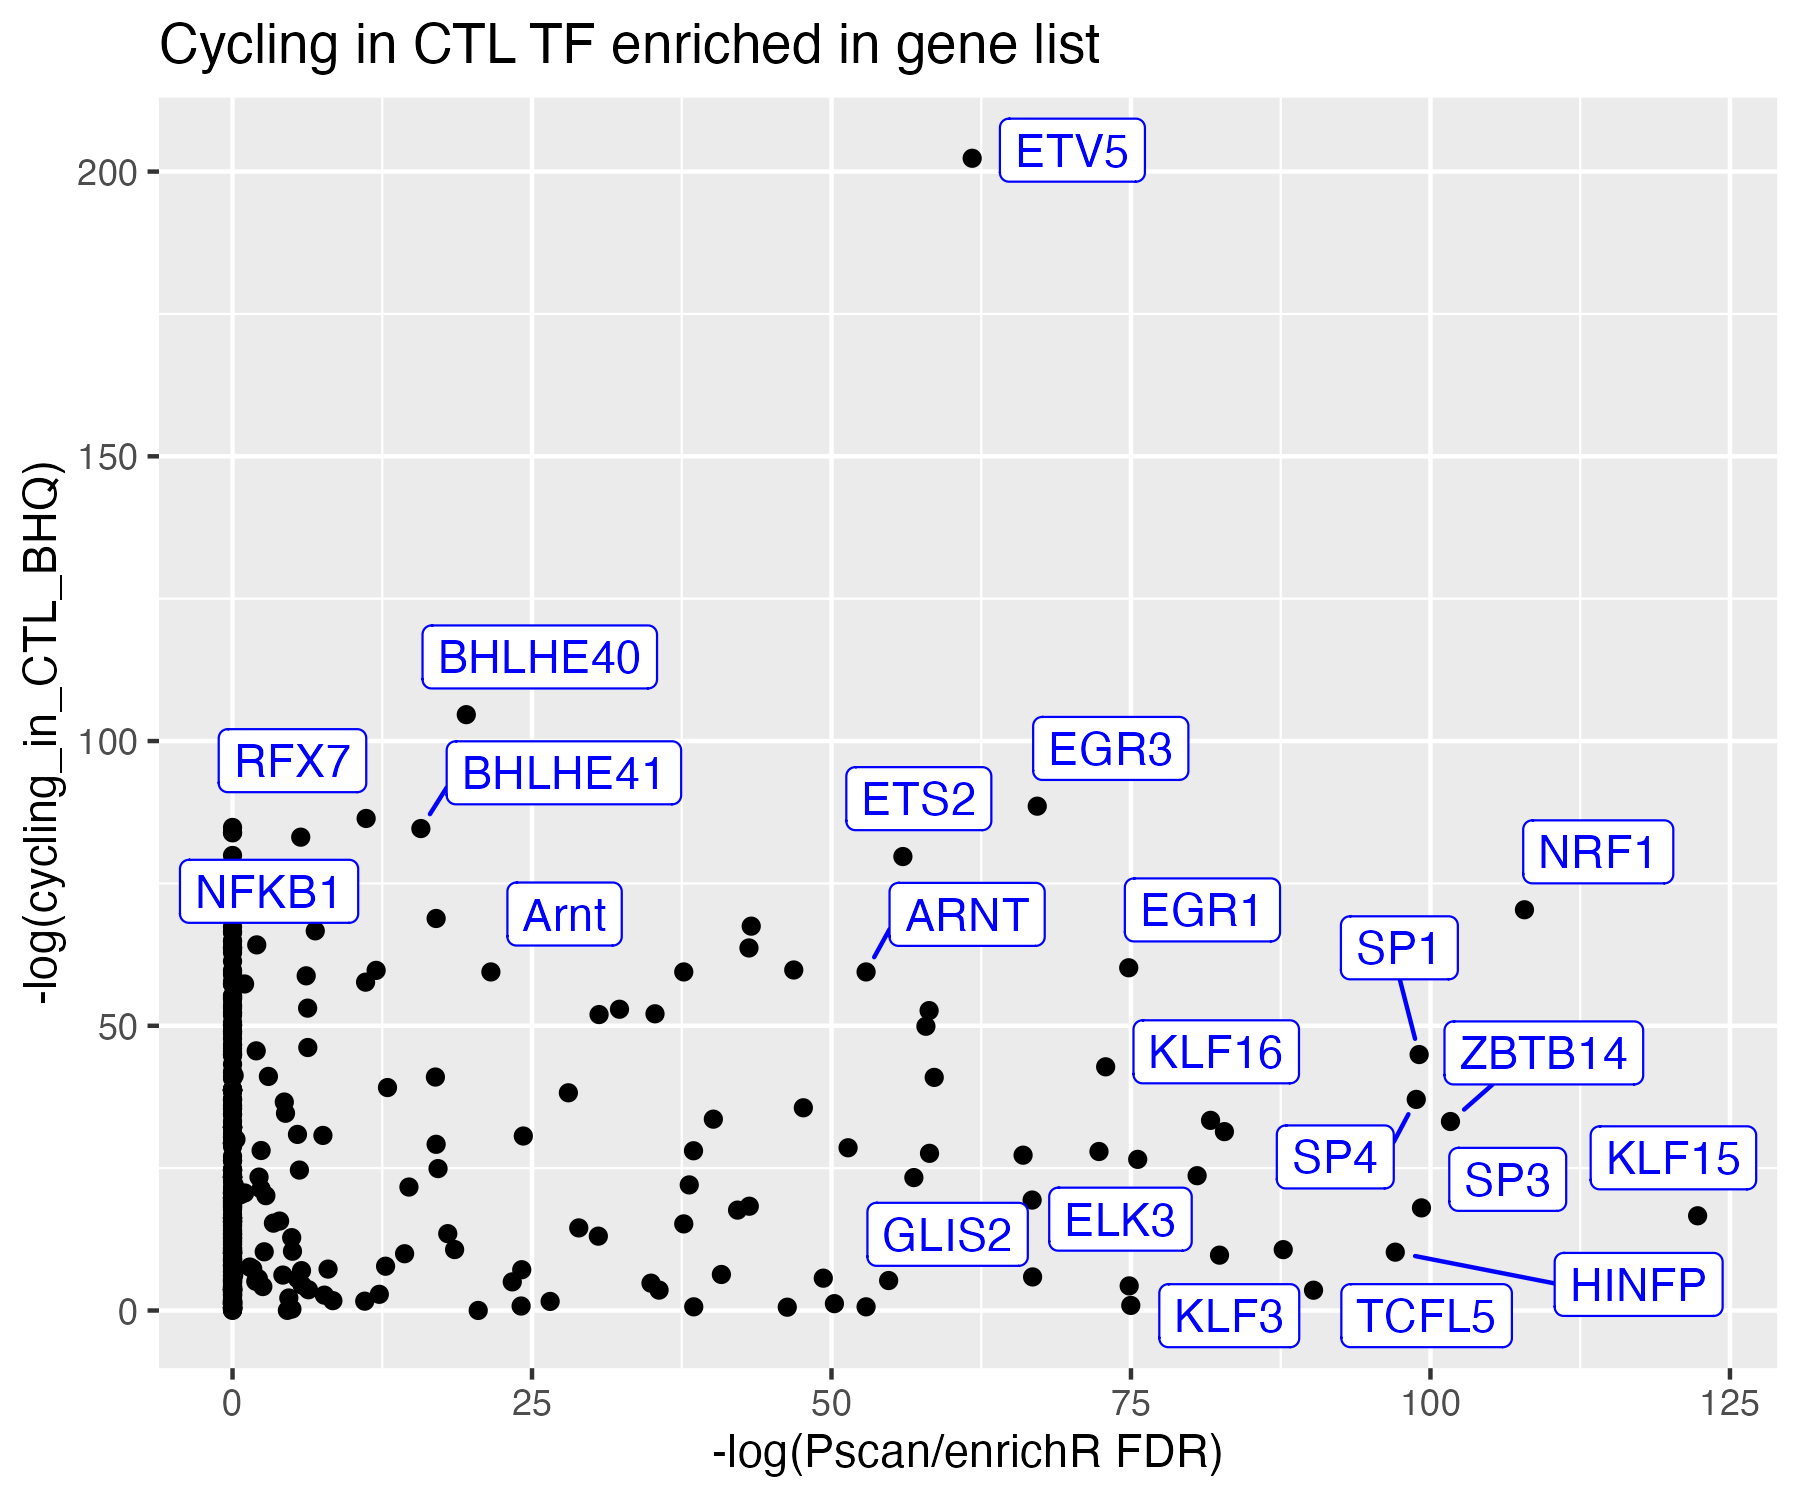 Cycling in CTL TF enriched in gene list
ETV5
200
150
-log(cycling_in_CTL_BHQ)
BHLHE40
100
RFX7
BHLHE41
EGR3
ETS2
NRF1
NFKB1
Arnt
ARNT
EGR1
SP1
50
KLF16
ZBTB14
SP4
SP3
KLF15
GLIS2
ELK3
HINFP
0
KLF3
TCFL5
0 25 50 75 100 125
-log(Pscan/enrichR FDR)